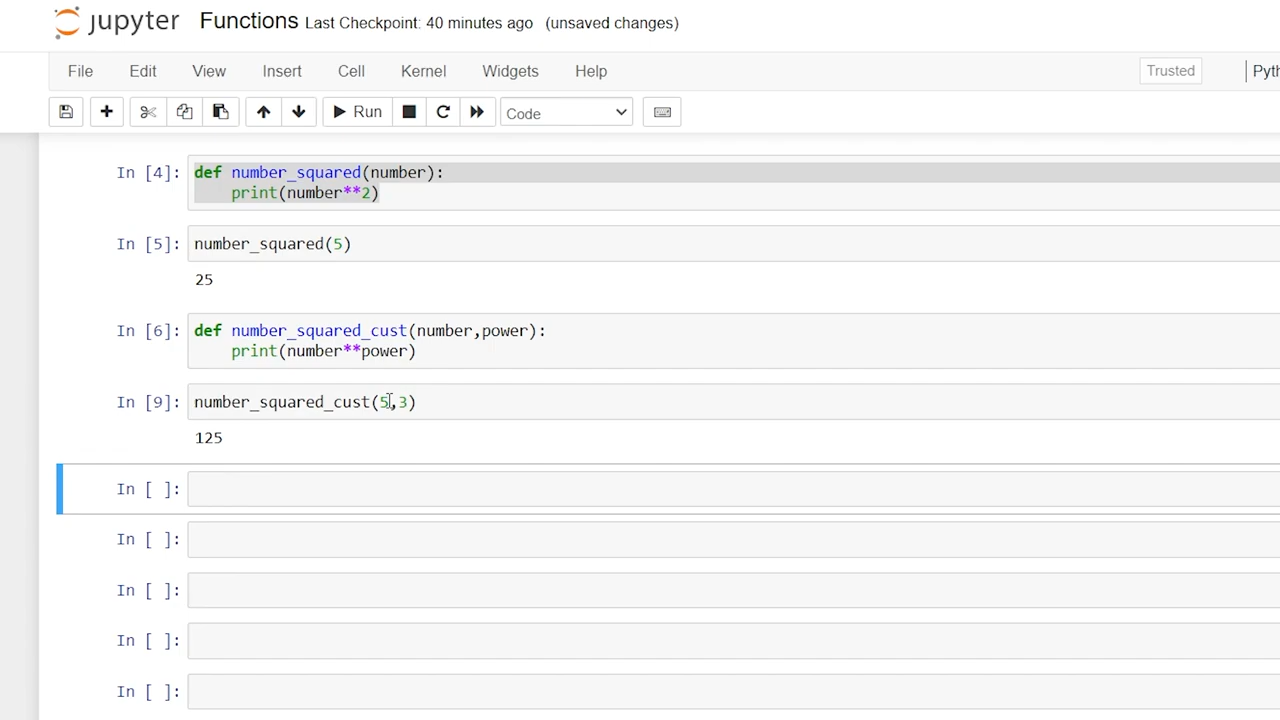 jupyter Functions Last Checkpoint: 40 minutes ago (unsaved changes)
File Edit View Insert Cell Kernel Widgets Help Trusted
Run Code
In [4]: def number_squared(number):
print(number**2)
In [5]: number_squared(5)
25
In [6]: def number_squared_cust(number,power):
print(number**power)
In [9]: number_squared_cust(5,3)
125
In [ ]:
In [ ]:
In [ ]:
In [ ]:
In [ ]: